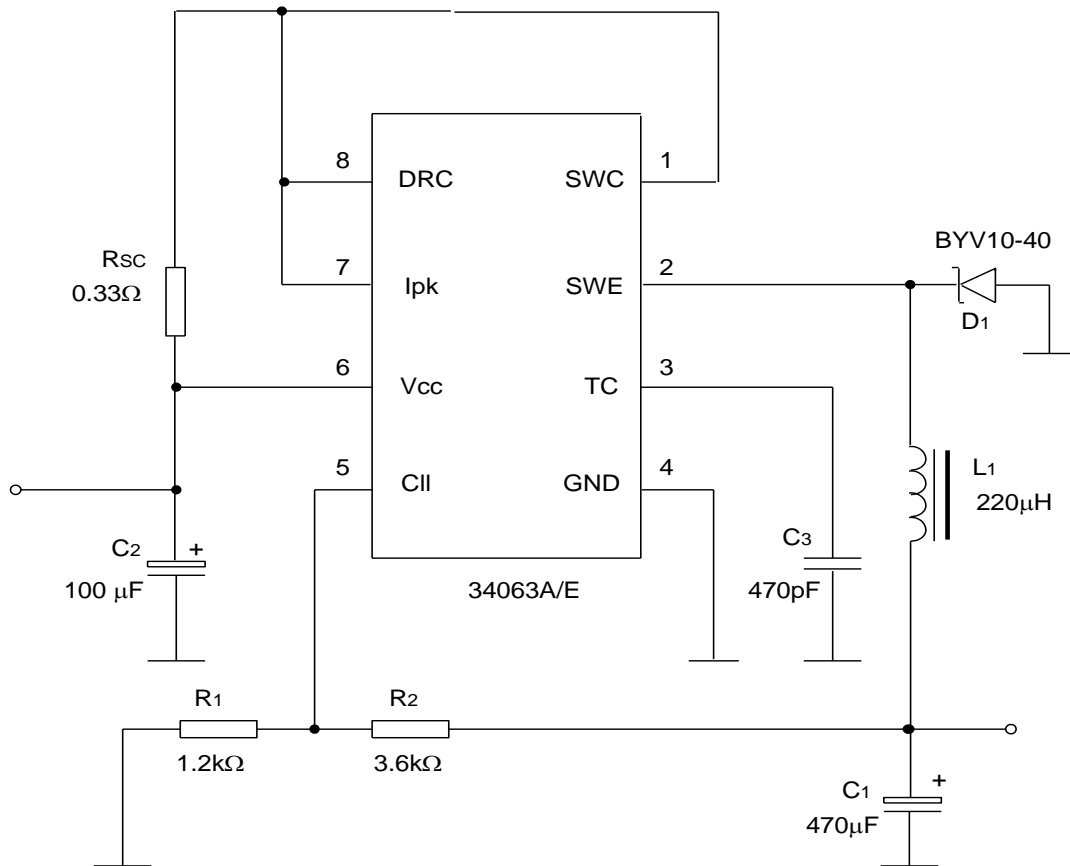 8
DRC
SWC
1
BYV10-40
RSC
0.33Ω
7
Ipk
SWE
2
D1
6
Vcc
TC
3
5
CII
GND
4
L1
220µH
C2
+
100 µF
C3
470pF
34063A/E
R1
R2
1.2kΩ
3.6kΩ
C1
+
470µF